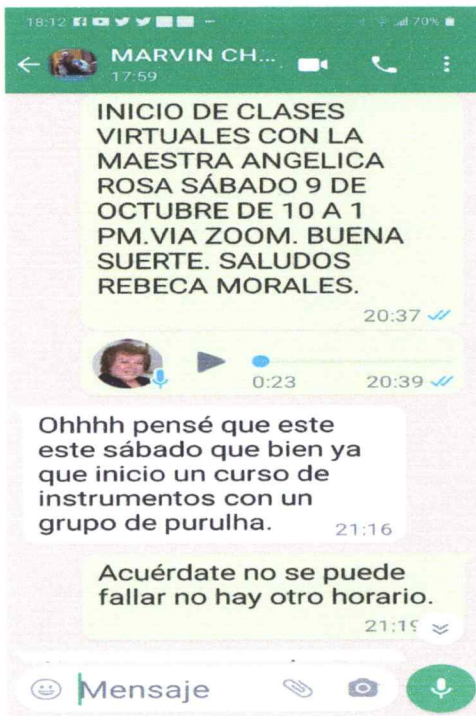 18:12 70%
MARVIN CH...
17:59
INICIO DE CLASES
VIRTUALES CON LA
MAESTRA ANGELICA
ROSA SÁBADO 9 DE
OCTUBRE DE 10 A 1
PM.VIA ZOOM. BUENA
SUERTE. SALUDOS
REBECA MORALES.
20:37
0:23 20:39
Ohhhh pensé que este
este sábado que bien ya
que inicio un curso de
instrumentos con un
grupo de purulha.
21:16
Acuérdate no se puede
fallar no hay otro horario.
21:19
Mensaje